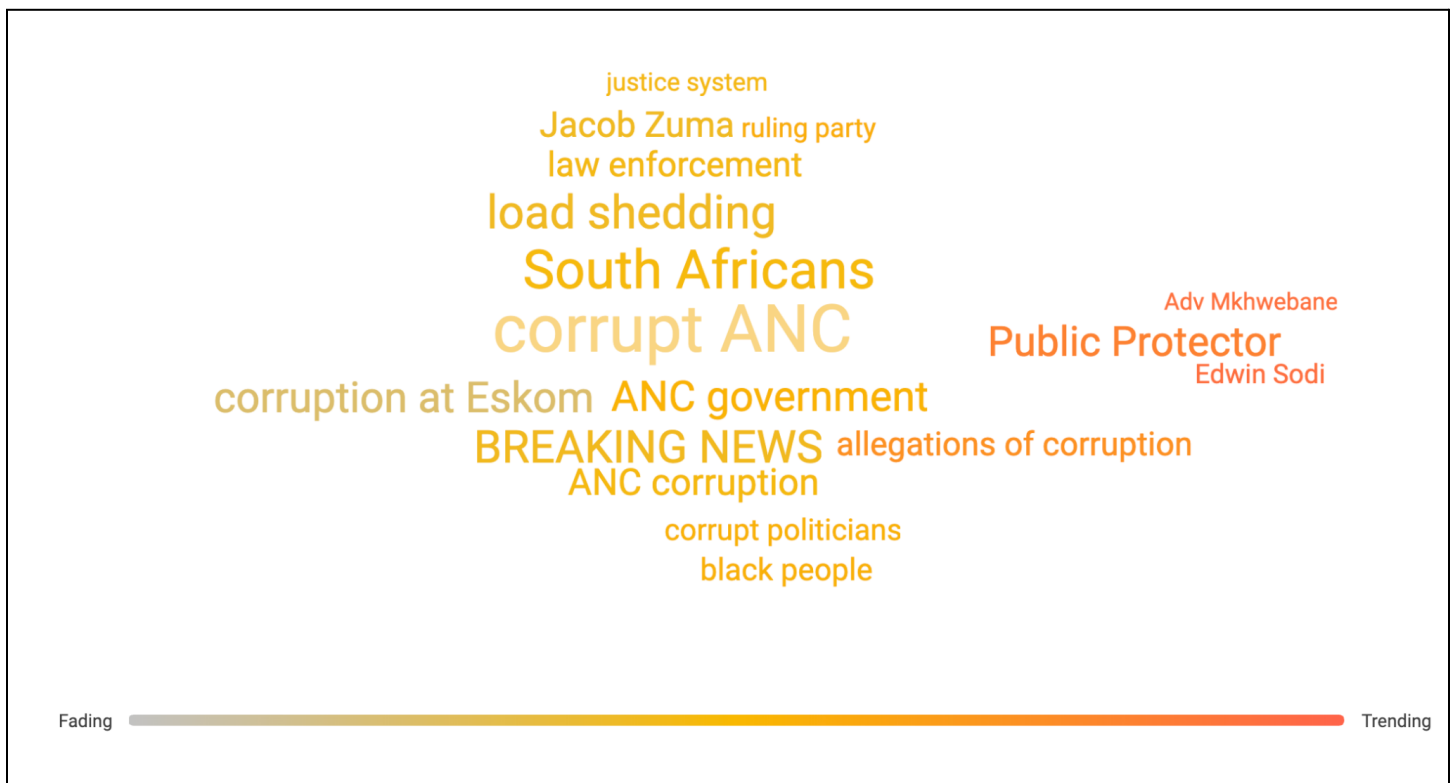 justice system
Jacob Zuma ruling party
law enforcement
load shedding
South Africans
Adv Mkhwebane
corrupt ANC
Public Protector
Edwin Sodi
corruption at Eskom ANC government
BREAKING NEWS allegations of corruption
ANC corruption
corrupt politicians
black people
Fading Trending